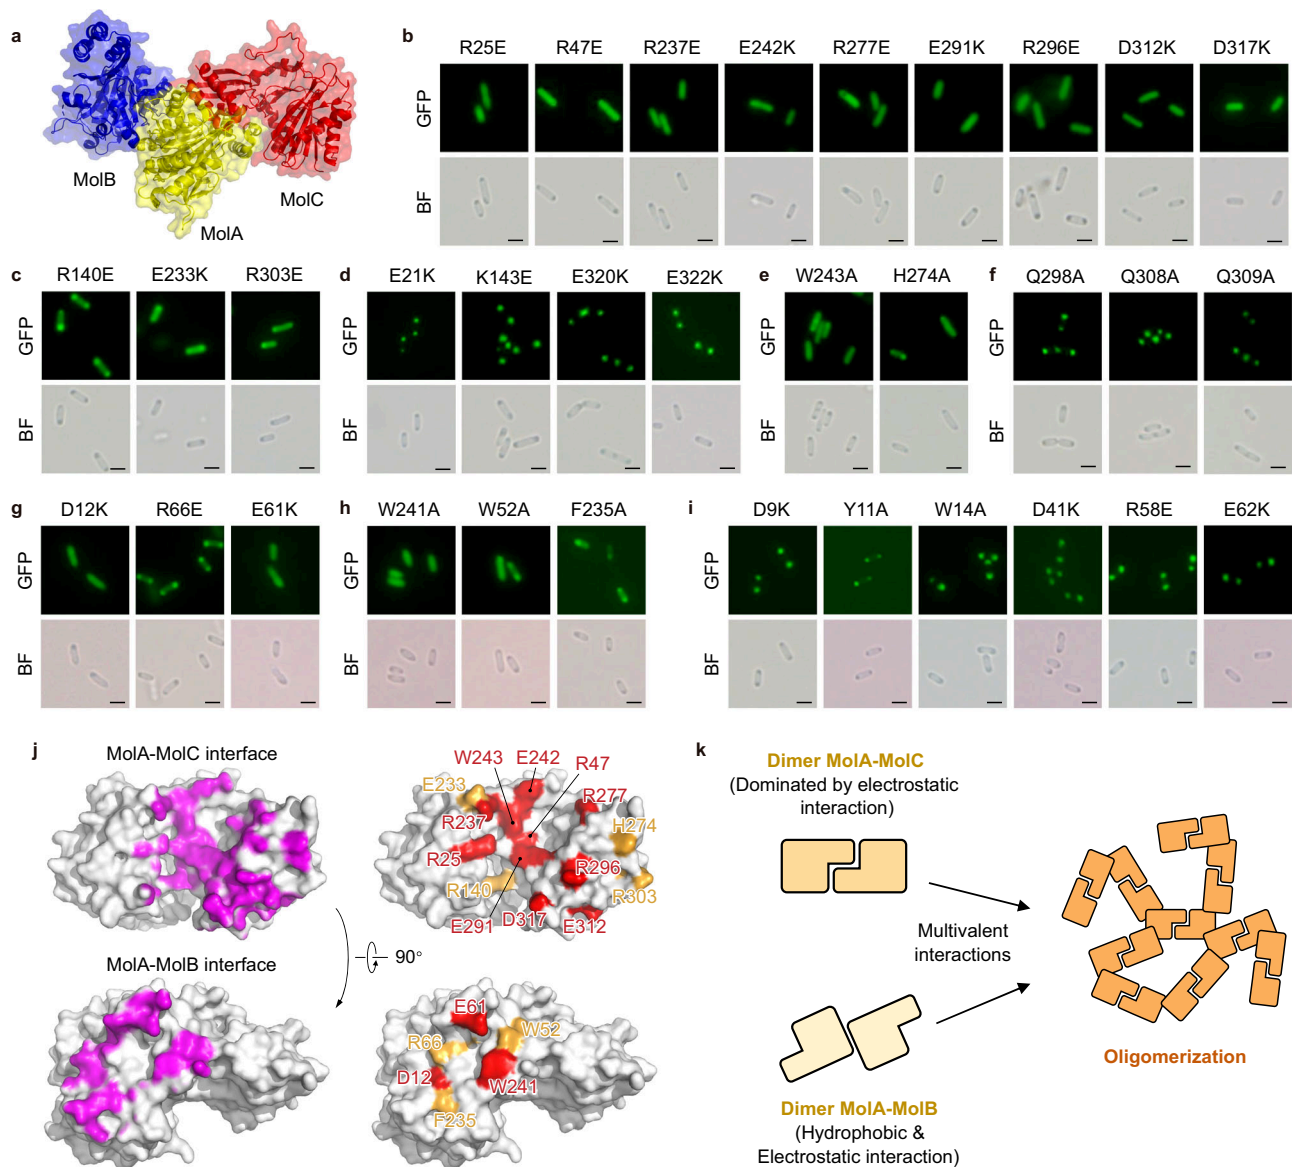 a
MolB
MolA
MolC
b
R25E R47E R237E E242K R277E E291K R296E D312K D317K
GFP
BF
c
R140E E233K R303E
GFP
BF
d
E21K K143E E320K E322K
GFP
BF
e
W243A H274A
GFP
BF
f
Q298A Q308A Q309A
GFP
BF
g
D12K R66E E61K
GFP
BF
h
W241A W52A F235A
GFP
BF
i
D9K Y11A W14A D41K R58E E62K
GFP
BF
j
MolA-MolC interface
W243 E242
R47
E233
R277
R237
H274
R25
R296
R140
R303
E291 D317 E312
90°
MolA-MolB interface
E61
W52
R66
D12
W241
F235
k
Dimer MolA-MolC
(Dominated by electrostatic
interaction)
Multivalent
interactions
Dimer MolA-MolB
(Hydrophobic &
Electrostatic interaction)
Oligomerization